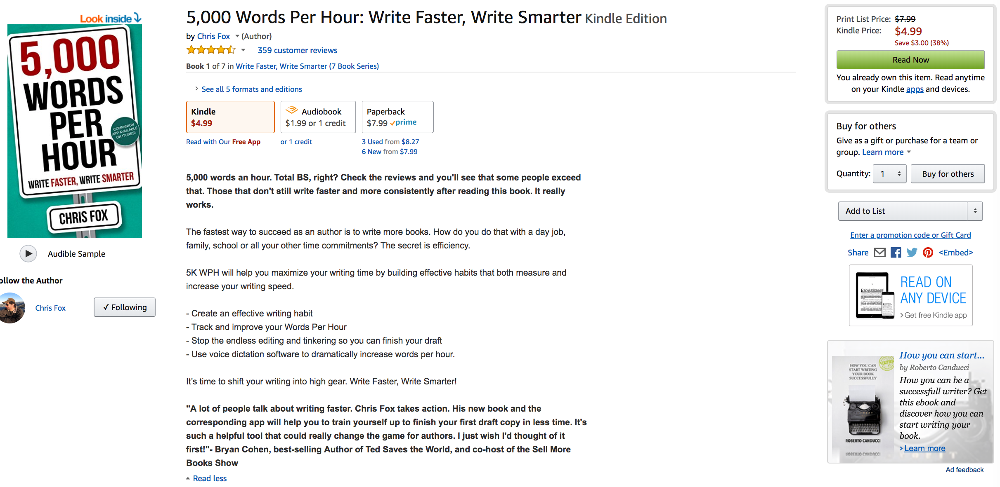 Look inside
5,000
WORDS
PER
HOUR
COMPANION
APP AVAILABLE
ON ITUNES!
WRITE FASTER, WRITE SMARTER
CHRIS FOX
Audible Sample
ollow the Author
Chris Fox
✓ Following
5,000 Words Per Hour: Write Faster, Write Smarter Kindle Edition
by Chris Fox (Author)
359 customer reviews
Book 1 of 7 in Write Faster, Write Smarter (7 Book Series)
› See all 5 formats and editions
Kindle
$4.99
Read with Our Free App
Audiobook
$1.99 or 1 credit
or 1 credit
Paperback
$7.99 prime
3 Used from $8.27
6 New from $7.99
5,000 words an hour. Total BS, right? Check the reviews and you'll see that some people exceed
that. Those that don't still write faster and more consistently after reading this book. It really
works.
The fastest way to succeed as an author is to write more books. How do you do that with a day job,
family, school or all your other time commitments? The secret is efficiency.
5K WPH will help you maximize your writing time by building effective habits that both measure and
increase your writing speed.
- Create an effective writing habit
- Track and improve your Words Per Hour
- Stop the endless editing and tinkering so you can finish your draft
- Use voice dictation software to dramatically increase words per hour.
It's time to shift your writing into high gear. Write Faster, Write Smarter!
"A lot of people talk about writing faster. Chris Fox takes action. His new book and the
corresponding app will help you to train yourself up to finish your first draft copy in less time. It's
such a helpful tool that could really change the game for authors. I just wish I'd thought of it
first!"- Bryan Cohen, best-selling Author of Ted Saves the World, and co-host of the Sell More
Books Show
Read less
Print List Price: $7.99
Kindle Price: $4.99
Save $3.00 (38%)
Read Now
You already own this item. Read anytime
on your Kindle apps and devices.
Buy for others
Give as a gift or purchase for a team or
group. Learn more
Quantity: 1 Buy for others
Add to List
Enter a promotion code or Gift Card
Share <Embed>
READ ON
ANY DEVICE
› Get free Kindle app
HOW YOU CAN
START WRITING
YOUR BOOK
SUCCESSFULLY
VERIFIED
ROBERTO CANDUCCI
How you can start...
by Roberto Canducci
How you can be a
successfull writer? Get
this ebook and
discover how you can
start writing your
book.
› Learn more
Ad feedback